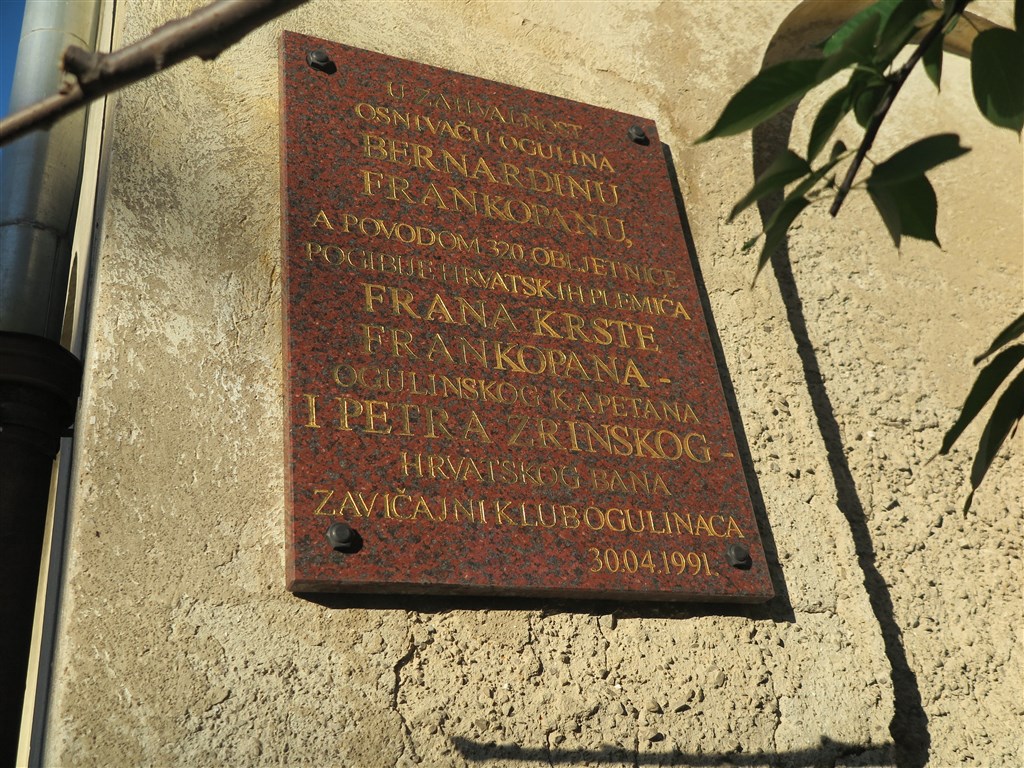 U ZAHVALNOST
OSNIVAČU OGULINA
BERNARDINU
FRANKOPANU,
A POVODOM 320. OBLJETNICE
POGIBIJE HRVATSKIH PLEMIĆA
FRANA KRSTE
FRANKOPANA -
OGULINSKOG KAPETANA
I PETRA ZRINSKOG -
HRVATSKOG BANA
ZAVIČAJNI KLUB OGULINACA
30.04.1991.